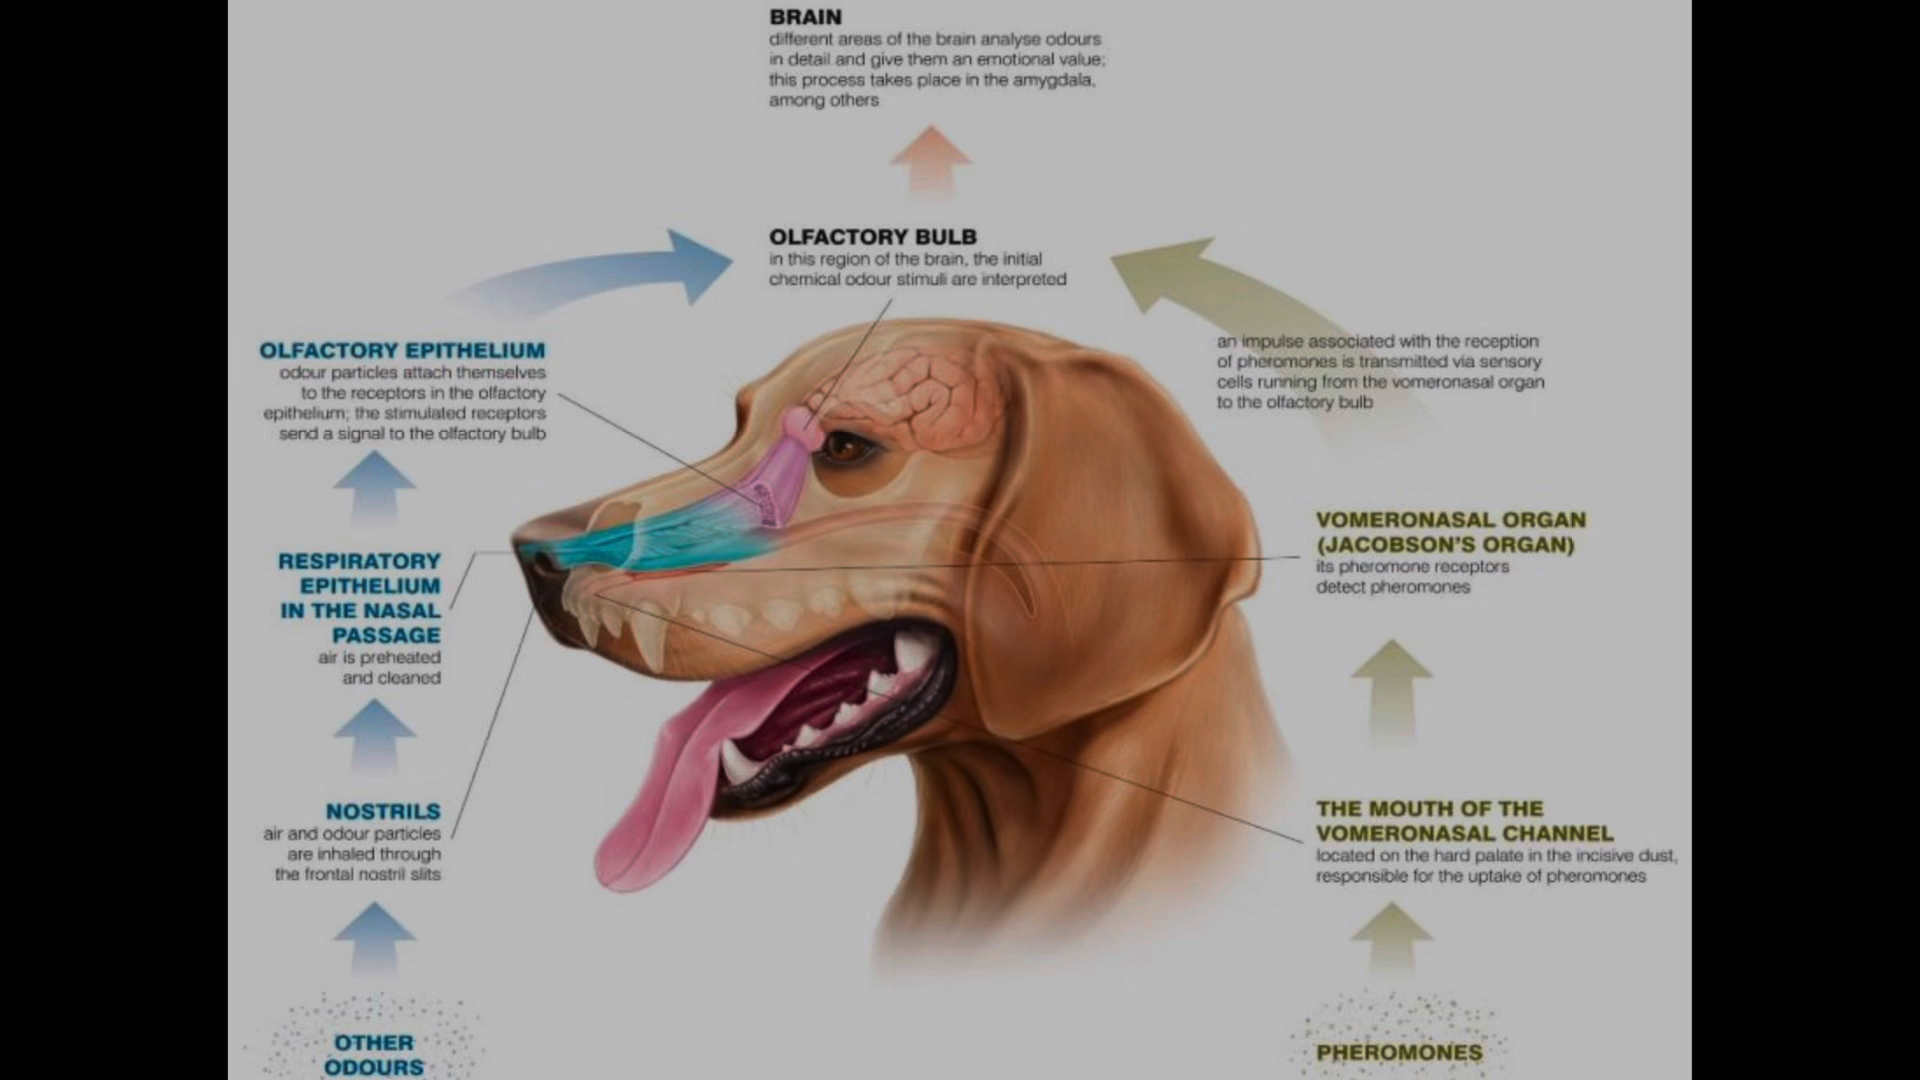 BRAIN
different areas of the brain analyse odours
in detail and give them an emotional value;
this process takes place in the amygdala,
among others
OLFACTORY BULB
in this region of the brain, the initial
chemical odour stimuli are interpreted
OLFACTORY EPITHELIUM
odour particles attach themselves
to the receptors in the olfactory
epithelium; the stimulated receptors
send a signal to the olfactory bulb
an impulse associated with the reception
of pheromones is transmitted via sensory
cells running from the vomeronasal organ
to the olfactory bulb
RESPIRATORY
EPITHELIUM
IN THE NASAL
PASSAGE
air is preheated
and cleaned
VOMERONASAL ORGAN
(JACOBSON'S ORGAN)
its pheromone receptors
detect pheromones
NOSTRILS
air and odour particles
are inhaled through
the frontal nostril slits
THE MOUTH OF THE
VOMERONASAL CHANNEL
located on the hard palate in the incisive dust,
responsible for the uptake of pheromones
OTHER
ODOURS
PHEROMONES